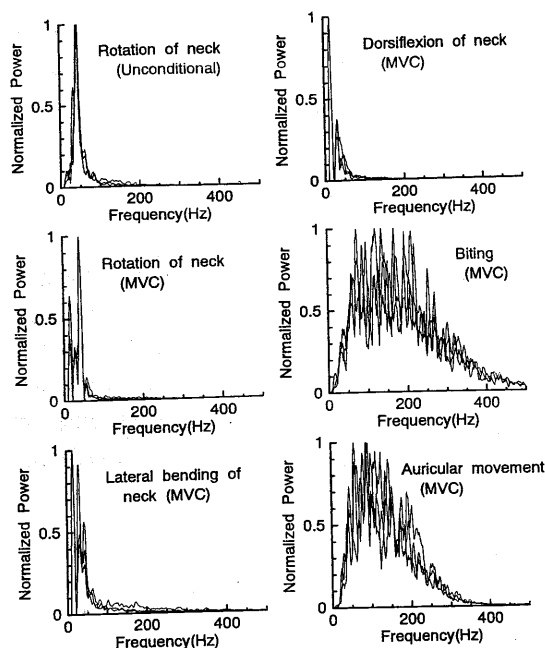 Normalized Power
1
0.5
0
Rotation of neck
(Unconditional)
0 200 400
Frequency(Hz)
Normalized Power
1
0.5
0
Dorsiflexion of neck
(MVC)
0 200 400
Frequency(Hz)
Normalized Power
1
0.5
0
Rotation of neck
(MVC)
0 200 400
Frequency(Hz)
Normalized Power
1
0.5
0
Biting
(MVC)
0 200 400
Frequency(Hz)
Normalized Power
1
0.5
0
Lateral bending of
neck (MVC)
0 200 400
Frequency(Hz)
Normalized Power
1
0.5
0
Auricular movement
(MVC)
0 200 400
Frequency(Hz)